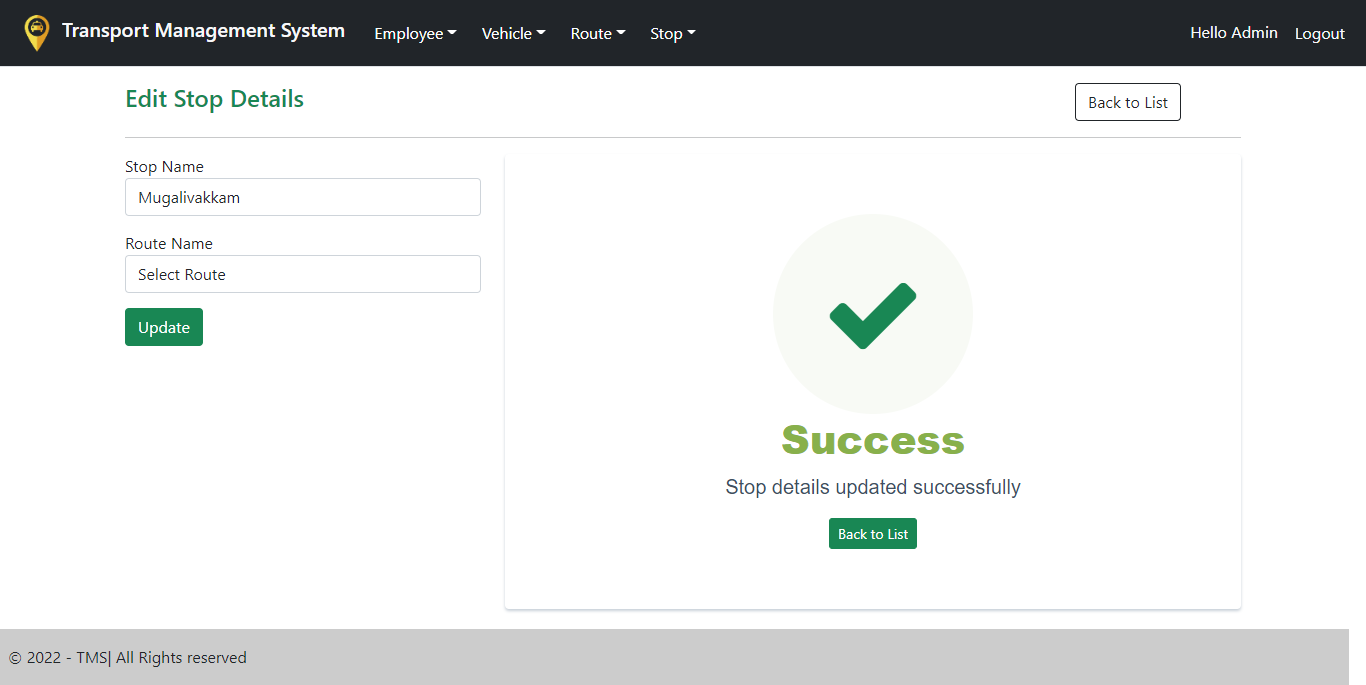 Transport Management System Employee Vehicle Route Stop Hello Admin Logout
Edit Stop Details Back to List
Stop Name
Mugalivakkam
Route Name
Select Route
Update
Success
Stop details updated successfully
Back to List
© 2022 - TMS| All Rights reserved